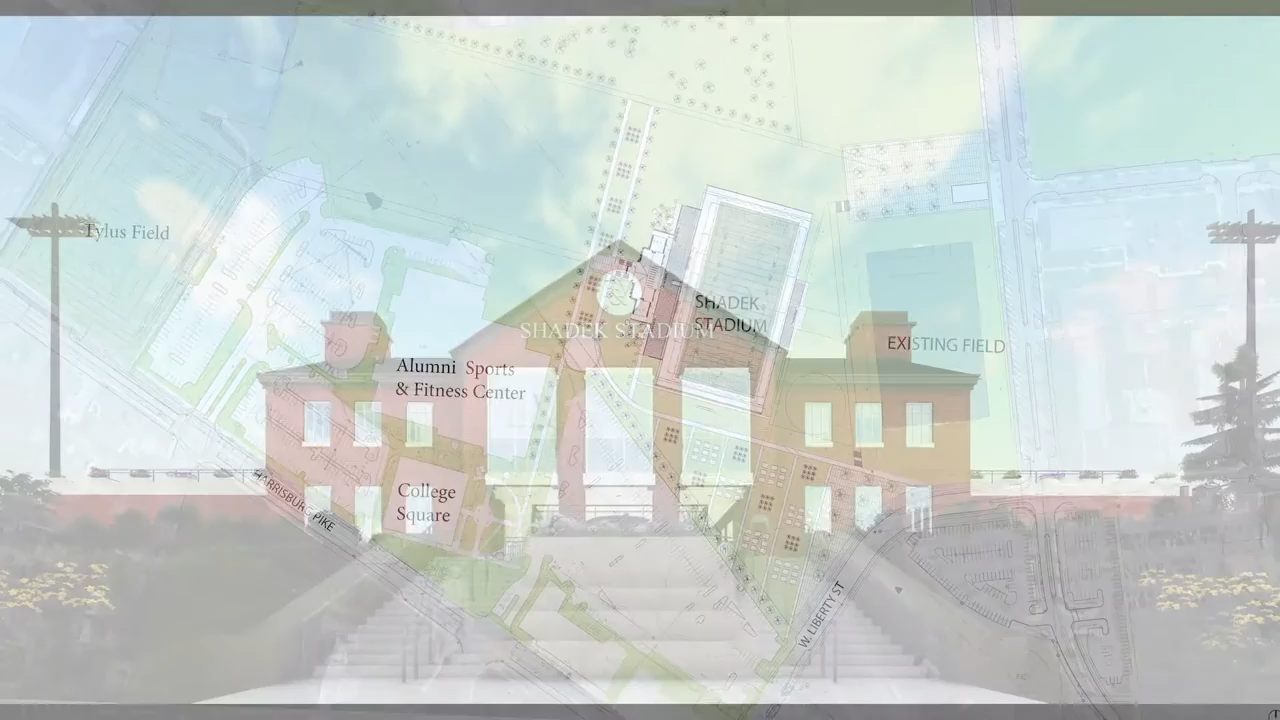 Tylus Field
SHADEK
STADIUM
SHADEK STADIUM
EXISTING FIELD
Alumni Sports
& Fitness Center
College
Square
HARRISBURG PIKE
W. LIBERTY ST